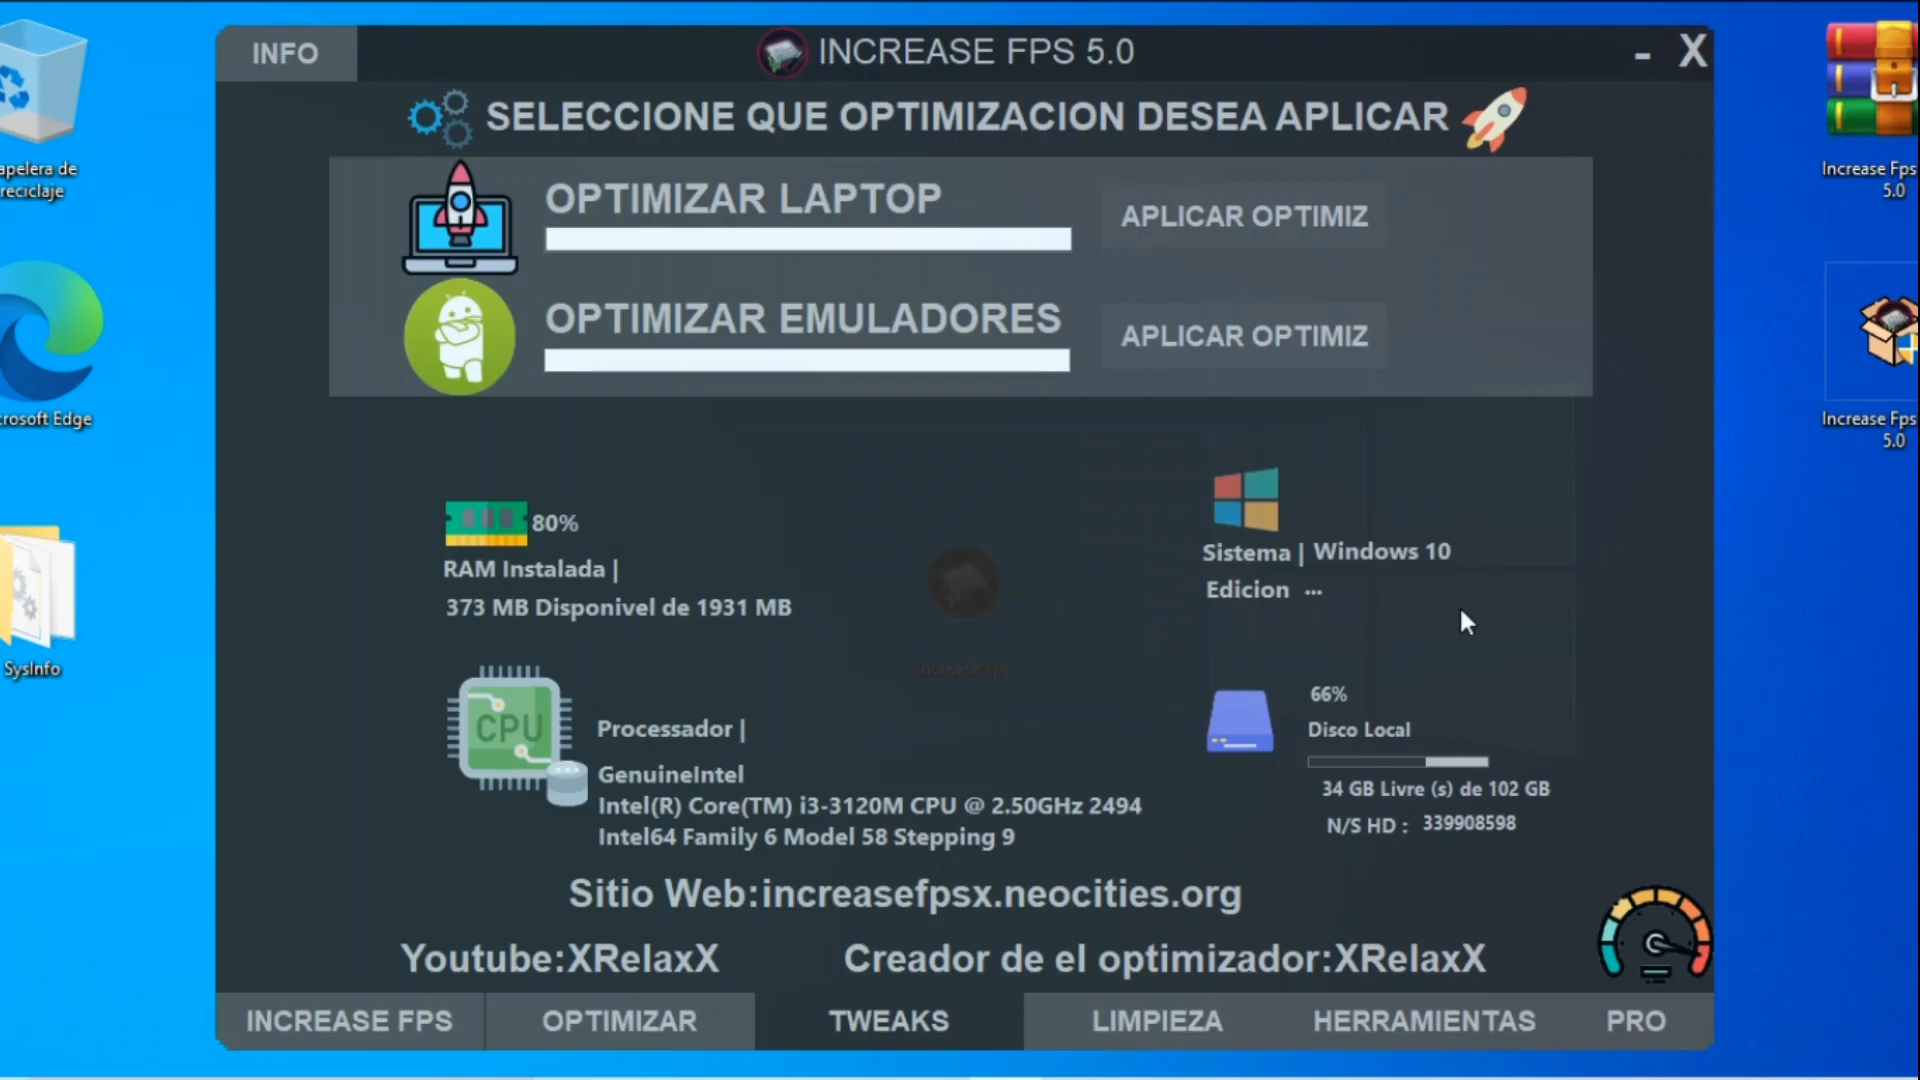 INFO
INCREASE FPS 5.0
- X
SELECCIONE QUE OPTIMIZACION DESEA APLICAR
OPTIMIZAR LAPTOP
APLICAR OPTIMIZ
OPTIMIZAR EMULADORES
APLICAR OPTIMIZ
80%
RAM Instalada |
373 MB Disponivel de 1931 MB
Sistema | Windows 10
Edicion ...
CPU
Processador |
GenuineIntel
Intel(R) Core(TM) i3-3120M CPU @ 2.50GHz 2494
Intel64 Family 6 Model 58 Stepping 9
66%
Disco Local
34 GB Livre (s) de 102 GB
N/S HD : 339908598
Sitio Web:increasefpsx.neocities.org
Youtube:XRelaxX
Creador de el optimizador:XRelaxX
INCREASE FPS
OPTIMIZAR
TWEAKS
LIMPIEZA
HERRAMIENTAS
PRO
apelera de
reciclaje
crosoft Edge
SysInfo
Increase Fps
5.0
Increase Fps
5.0